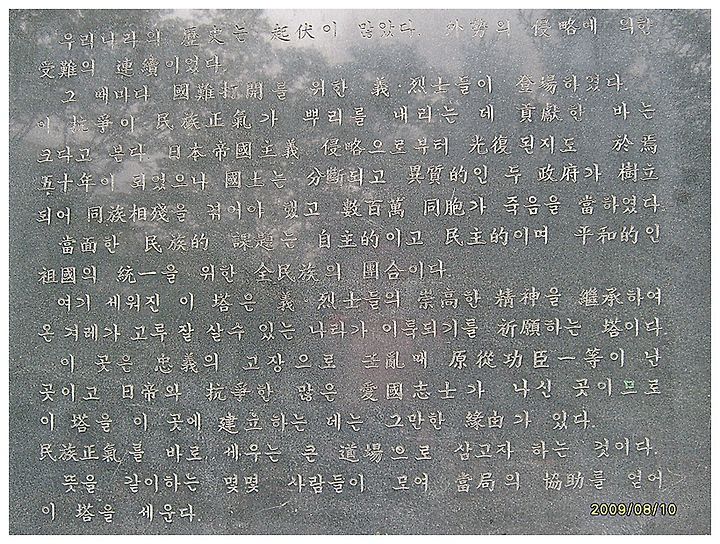 우리나라의 歷史는 起伏이 많았다. 外勢의 侵略에 의한
受難의 連續이었다.
그 때마다 國難打開를 위한 義·烈士들이 登場하였다.
이 抗爭이 民族正氣가 뿌리를 내리는 데 貢獻한 바는
크다고 본다. 日本帝國主義 侵略으로부터 光復된지도 於焉
五十年이 되었으나 國土는 分斷되고 異質的인 두 政府가 樹立
되어 同族相殘을 겪어야 했고 數百萬 同胞가 죽음을 當하였다.
當面한 民族的 課題는 自主的이고 民主的이며 平和的인
祖國의 統一을 위한 全民族의 團合이다.
여기 세워진 이 塔은 義·烈士들의 崇高한 精神을 繼承하여
온 겨레가 고루 잘 살수 있는 나라가 이룩되기를 祈願하는 塔이다.
이 곳은 忠義의 고장으로 壬亂때 原從功臣一等이 난
곳이고 日帝와 抗爭한 많은 愛國志士가 나신 곳이므로
이 塔을 이 곳에 建立하는 데는 그만한 緣由가 있다.
民族正氣를 바로 세우는 큰 道場으로 삼고자 하는 것이다.
뜻을 같이하는 몇몇 사람들이 모여 當局의 協助를 얻어
이 塔을 세운다.
2009/08/10